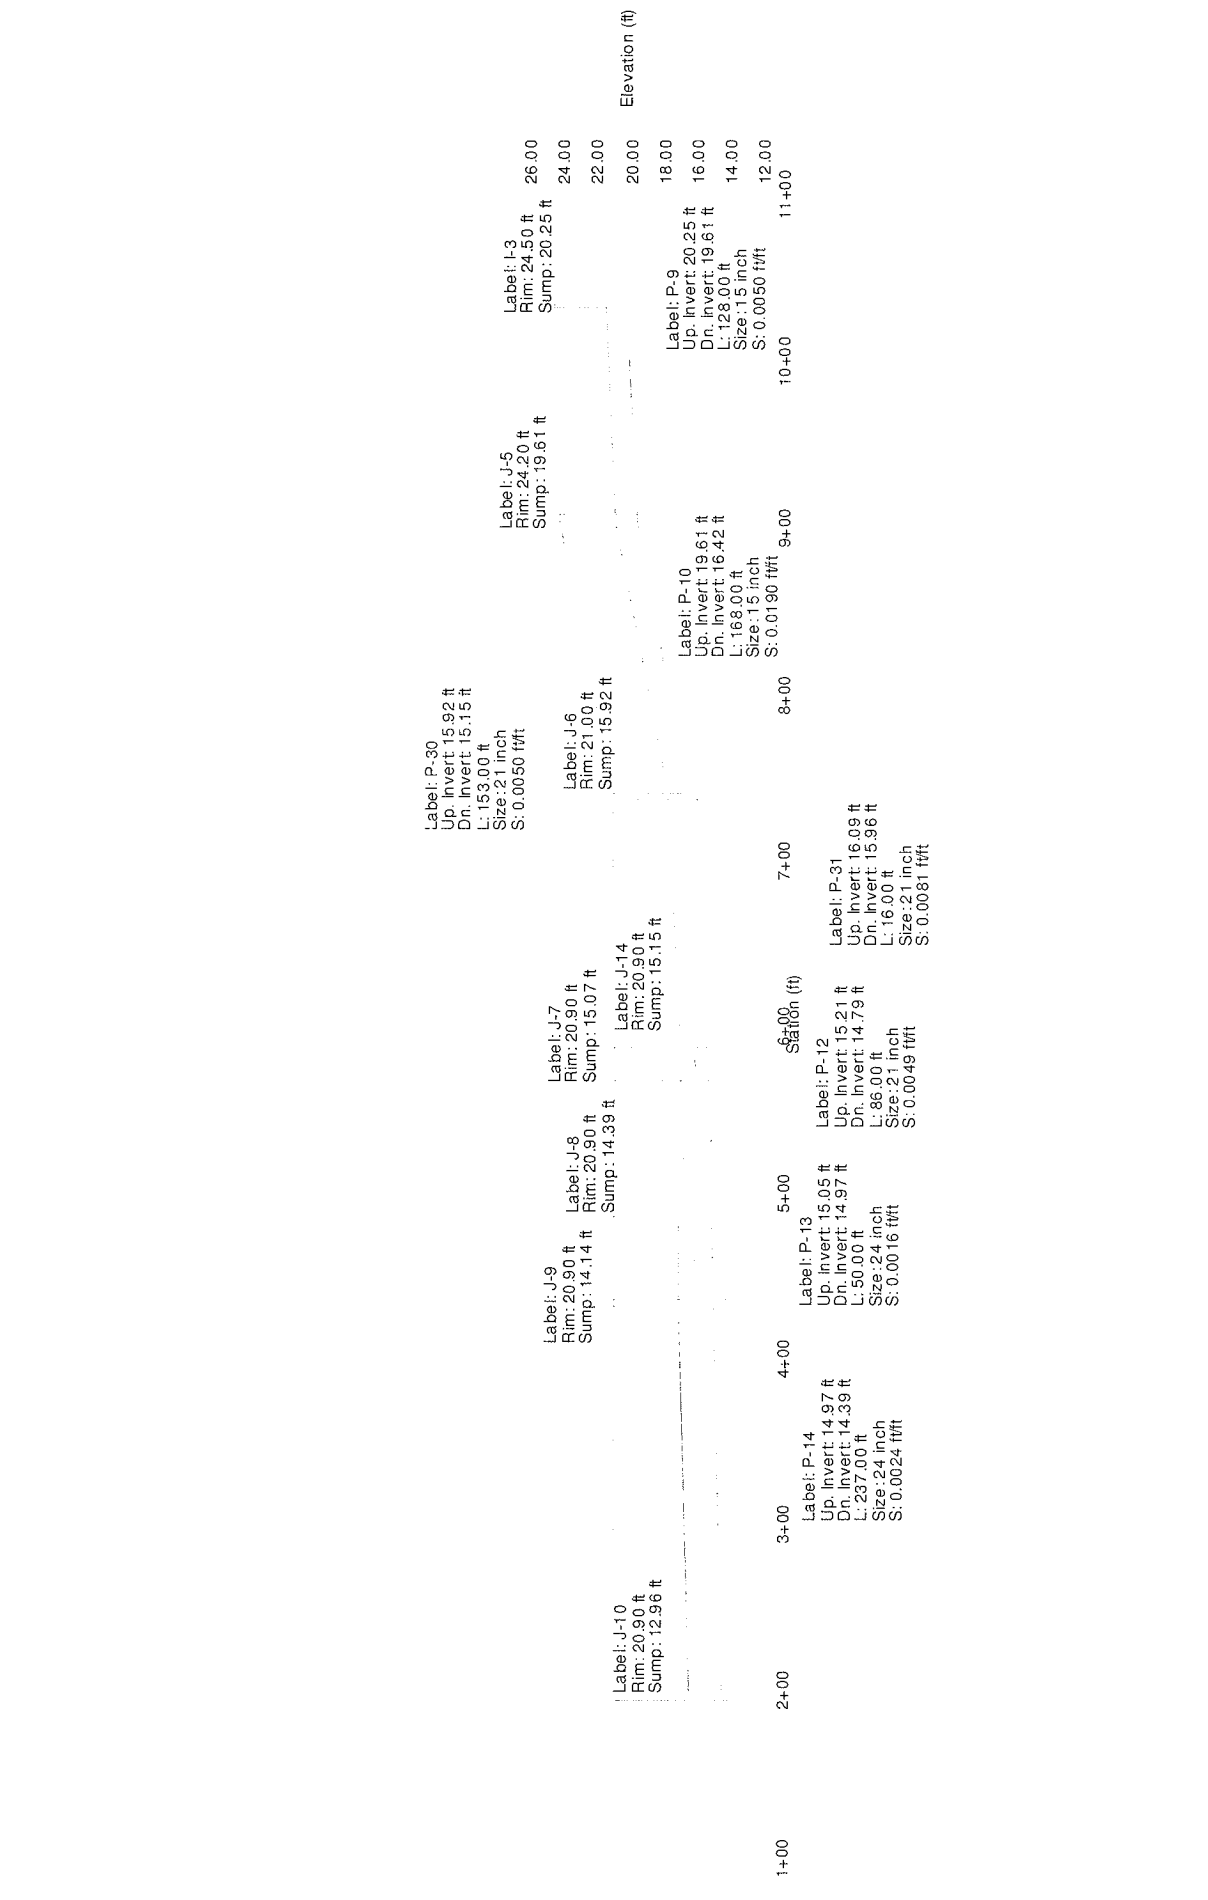 Label: P-30
Up. Invert: 15.92 ft
Dn. Invert: 15.15 ft
L: 153.00 ft
Size: 21 inch
S: 0.0050 ft/ft
Label: J-10
Rim: 20.90 ft
Sump: 12.96 ft
Label: J-9
Rim: 20.90 ft
Sump: 14.14 ft
Label: J-8
Rim: 20.90 ft
Sump: 14.39 ft
Label: J-7
Rim: 20.90 ft
Sump: 15.07 ft
Label: J-14
Rim: 20.90 ft
Sump: 15.15 ft
Label: J-6
Rim: 21.00 ft
Sump: 15.92 ft
Label: J-5
Rim: 24.20 ft
Sump: 19.61 ft
Label: I-3
Rim: 24.50 ft
Sump: 20.25 ft
26.00
24.00
22.00
20.00
18.00
16.00
14.00
12.00
Elevation (ft)
Label: P-10
Up. Invert: 19.61 ft
Dn. Invert: 16.42 ft
L: 168.00 ft
Size: 15 inch
S: 0.0190 ft/ft
Label: P-9
Up. Invert: 20.25 ft
Dn. Invert: 19.61 ft
L: 128.00 ft
Size: 15 inch
S: 0.0050 ft/ft
1+00
2+00
3+00
4+00
5+00
6+00
7+00
8+00
9+00
10+00
11+00
Station (ft)
Label: P-14
Up. Invert: 14.97 ft
Dn. Invert: 14.39 ft
L: 237.00 ft
Size: 24 inch
S: 0.0024 ft/ft
Label: P-13
Up. Invert: 15.05 ft
Dn. Invert: 14.97 ft
L: 50.00 ft
Size: 24 inch
S: 0.0016 ft/ft
Label: P-12
Up. Invert: 15.21 ft
Dn. Invert: 14.79 ft
L: 86.00 ft
Size: 21 inch
S: 0.0049 ft/ft
Label: P-31
Up. Invert: 16.09 ft
Dn. Invert: 15.96 ft
L: 16.00 ft
Size: 21 inch
S: 0.0081 ft/ft